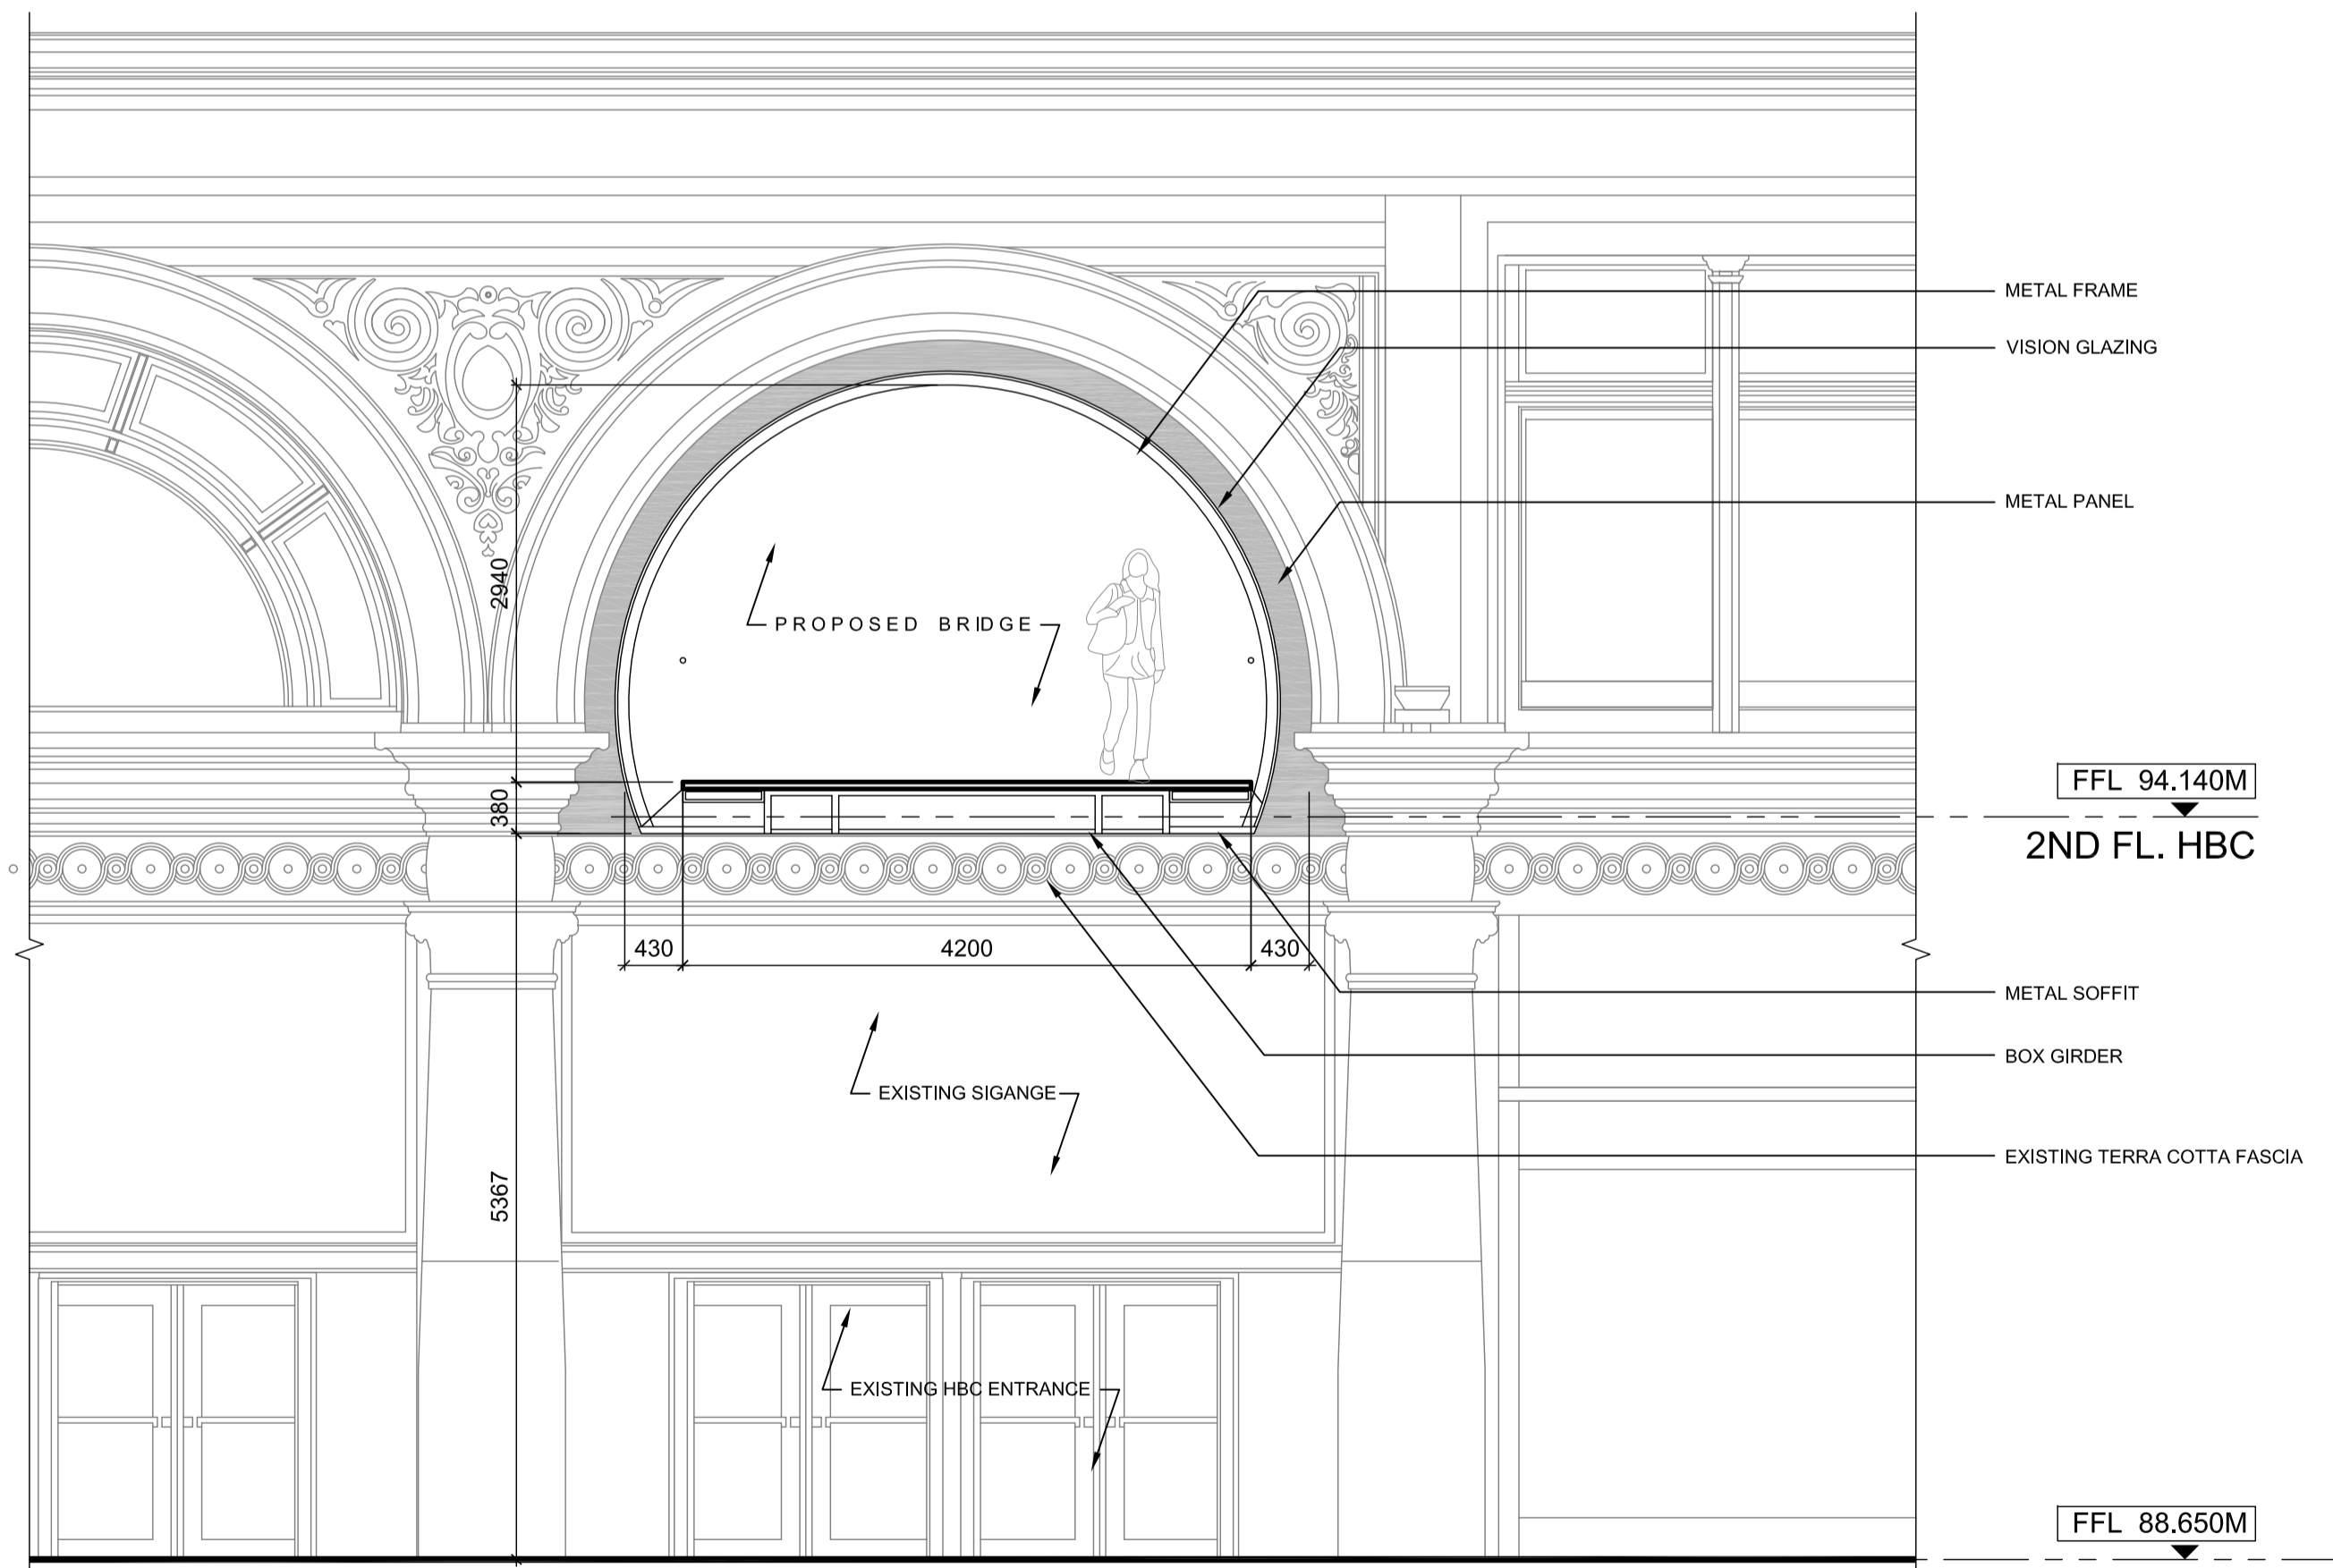 METAL FRAME
VISION GLAZING
METAL PANEL
2940
PROPOSED BRIDGE
FFL 94.140M
380
2ND FL. HBC
430
4200
430
METAL SOFFIT
BOX GIRDER
EXISTING SIGANGE
EXISTING TERRA COTTA FASCIA
5367
EXISTING HBC ENTRANCE
FFL 88.650M